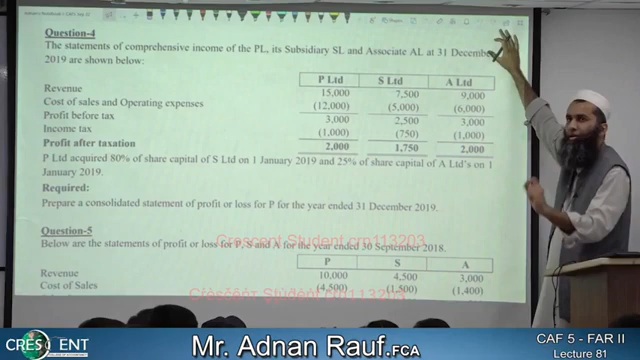 Question-4
The statements of comprehensive income of the PL, its Subsidiary SL and Associate AL at 31 December
2019 are shown below:
P Ltd S Ltd A Ltd
Revenue 15,000 7,500 9,000
Cost of sales and Operating expenses (12,000) (5,000) (6,000)
Profit before tax 3,000 2,500 3,000
Income tax (1,000) (750) (1,000)
Profit after taxation 2,000 1,750 2,000
P Ltd acquired 80% of share capital of S Ltd on 1 January 2019 and 25% of share capital of A Ltd's on 1
January 2019.
Required:
Prepare a consolidated statement of profit or loss for P for the year ended 31 December 2019.
Crescent Student crn113203
Question-5
Below are the statements of profit or loss for P, S and A for the year ended 30 September 2018.
P S A
Revenue 10,000 4,500 3,000
Cost of Sales (4,500) (1,500) (1,400)
Crescent Student crn113203
CRESCENT
Mr. Adnan Rauf.FCA
CAF 5 - FAR II
Lecture 81